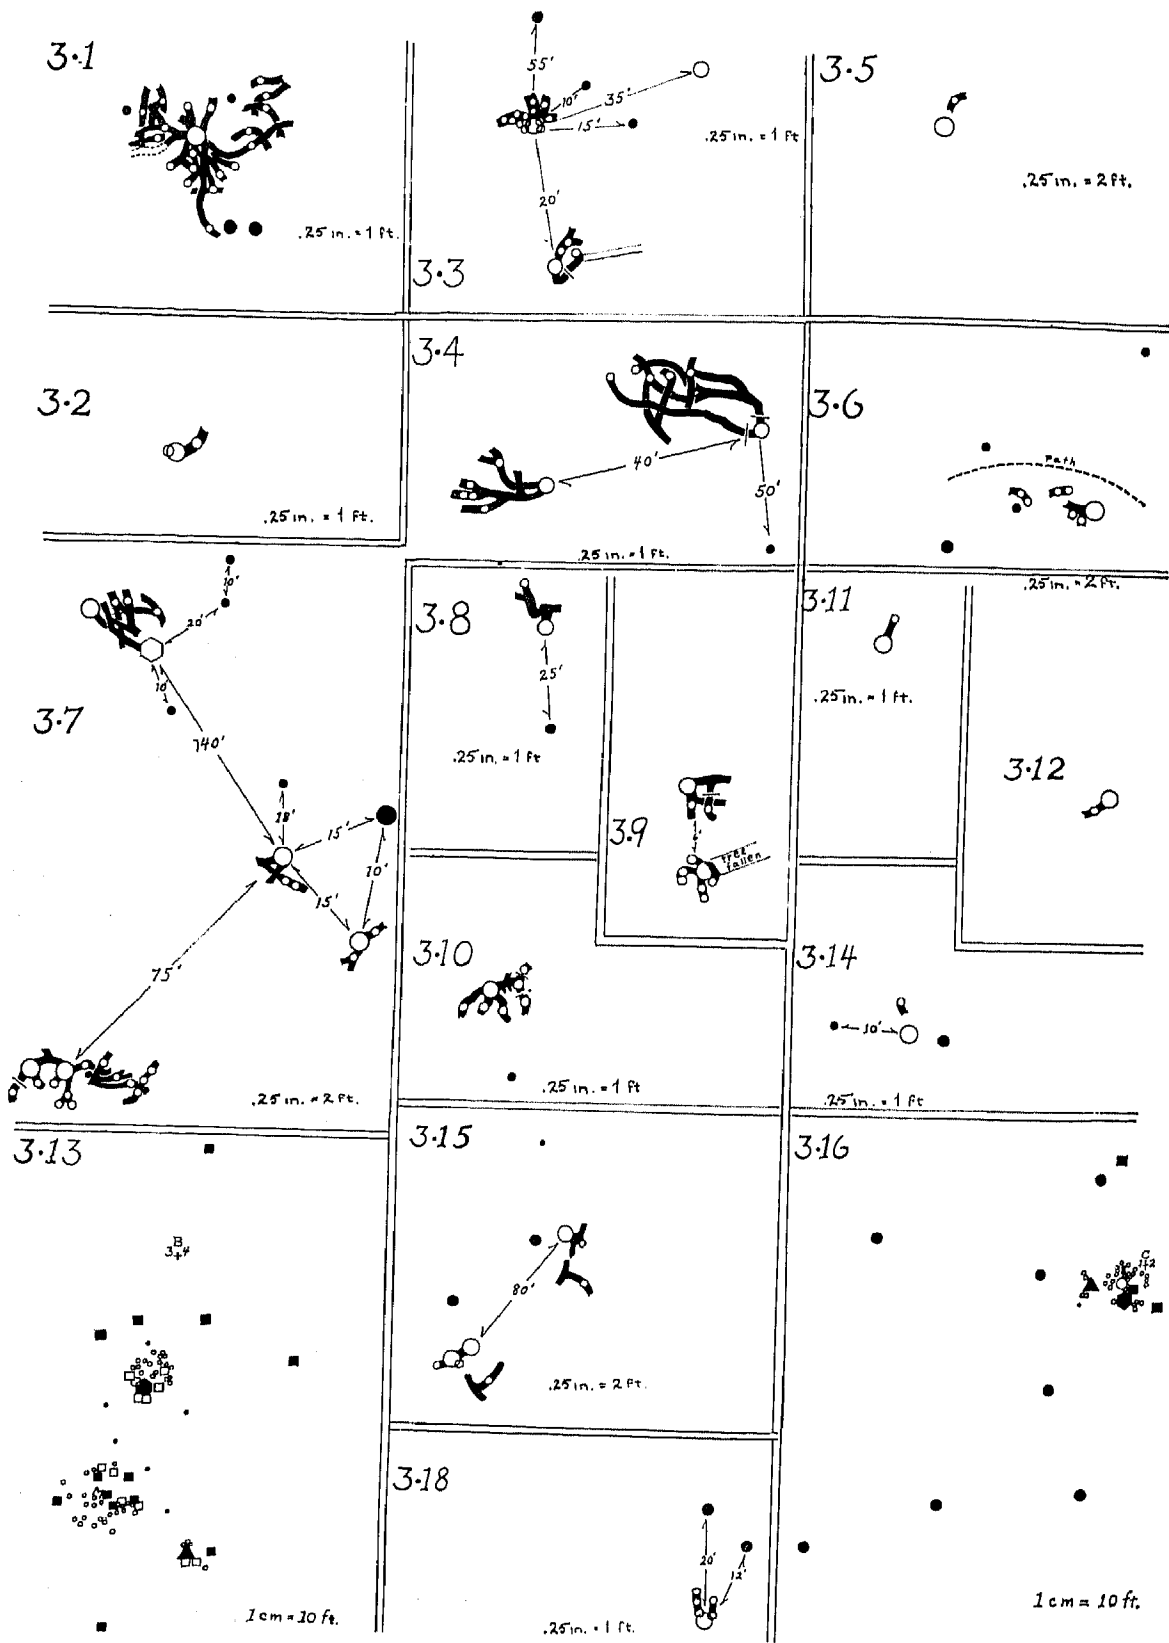 3·1
.25 in. = 1 ft.
55'
10'
35'
15'
.25 in. = 1 ft
20'
3·3
3·5
.25 in. = 2 ft.
3·2
.25 in. = 1 ft.
3·4
40'
50'
.25 in. = 1 ft.
3·6
Path
.25 in. = 2 ft.
3·7
10'
20'
10'
140'
18'
15'
10'
15'
75'
.25 in. = 2 ft.
3·8
25'
.25 in. = 1 ft
3·9
tree
fallen
3·11
.25 in. = 1 ft.
3·12
3·10
.25 in. = 1 ft
3·14
10'
.25 in. = 1 ft
3·13
B
3+4
1 cm = 10 ft.
3·15
80'
.25 in. = 2 ft.
3·16
C
1+2
1 cm = 10 ft.
3·18
20'
12'
.25 in. = 1 ft.